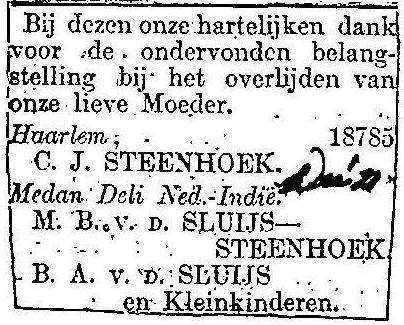 Bij dezen onze hartelijken dank
voor de ondervonden belang-
stelling bij het overlijden van
onze lieve Moeder.
Haarlem, 18785
C. J. STEENHOEK.
Medan Deli Ned.-Indië.
M. B. v. D. SLUIJS—
STEENHOEK
B. A. v. D. SLUIJS
en Kleinkinderen.